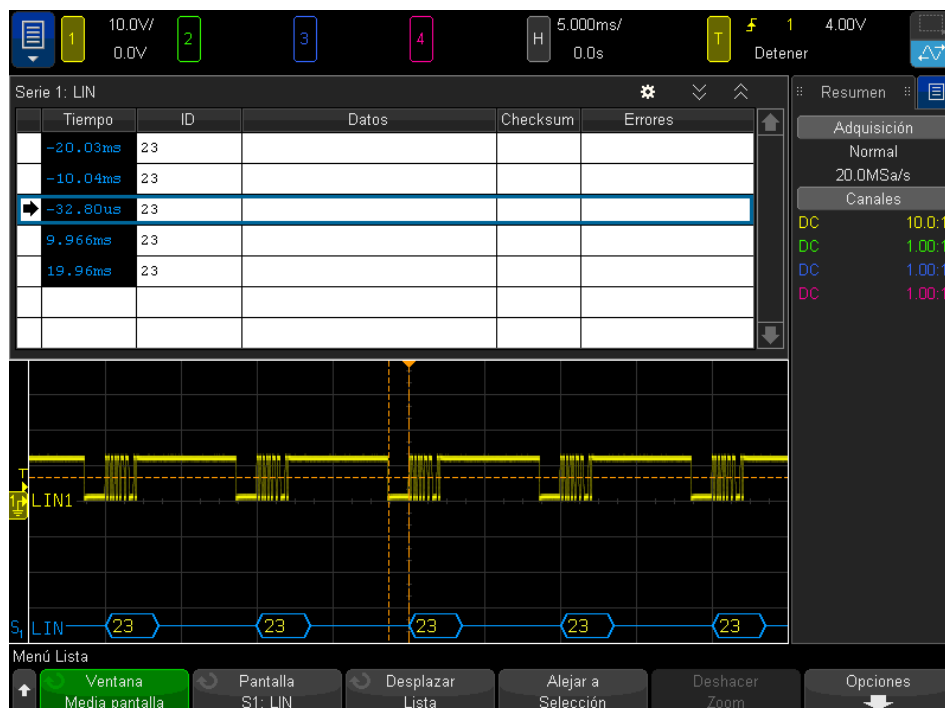 1 10.0V/ 2 3 4 H 5.000ms/ T 1 4.00V
0.0V 0.0s Detener
Serie 1: LIN
Tiempo ID Datos Checksum Errores
-20.03ms 23
-10.04ms 23
-32.80us 23
9.966ms 23
19.96ms 23
Resumen
Adquisición
Normal
20.0MSa/s
Canales
DC 10.0:1
DC 1.00:1
DC 1.00:1
DC 1.00:1
T
1 LIN1
S1 LIN 23 23 23 23 23
Menú Lista
Ventana Pantalla Desplazar Alejar a Deshacer Opciones
Media pantalla S1: LIN Lista Selección Zoom